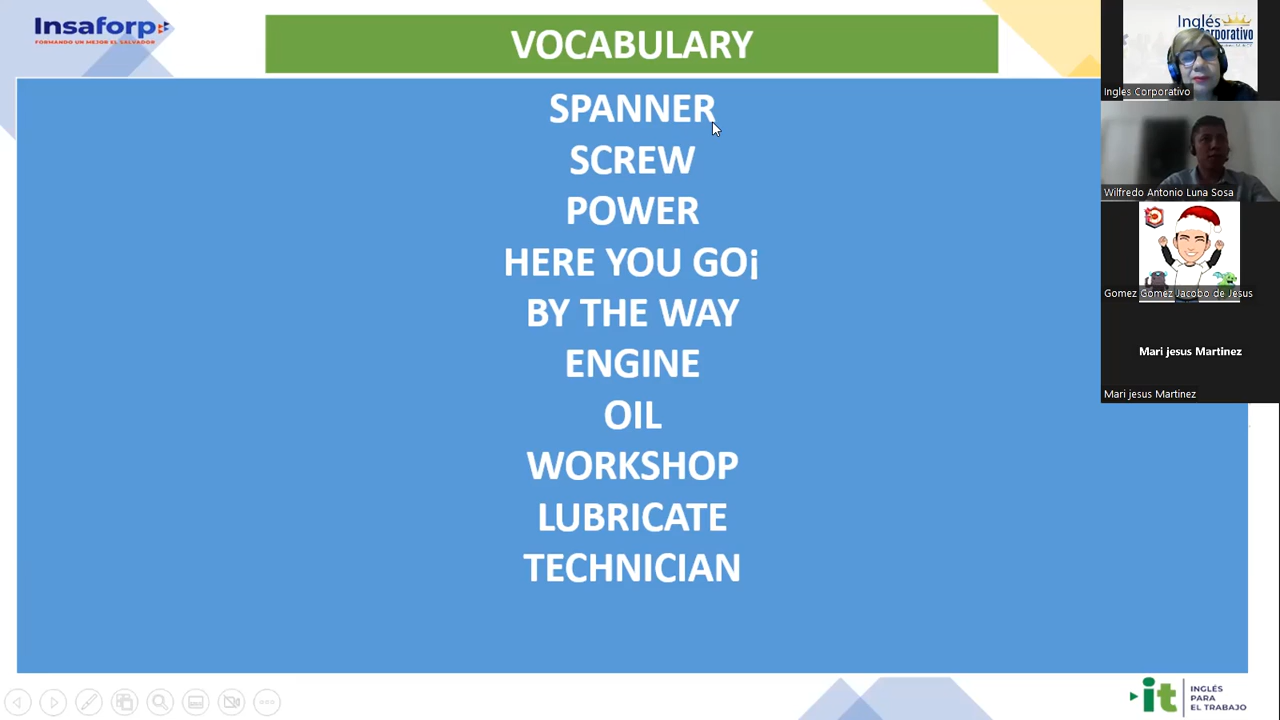 Insaforp
FORMANDO UN MEJOR EL SALVADOR
VOCABULARY
SPANNER
SCREW
POWER
HERE YOU GO¡
BY THE WAY
ENGINE
OIL
WORKSHOP
LUBRICATE
TECHNICIAN
Inglés
Corporativo
Ingles Corporativo
Wilfredo Antonio Luna Sosa
Gomez Gomez Jacobo de Jesus
Mari jesus Martinez
Mari jesus Martinez
it
INGLÉS
PARA
EL TRABAJO